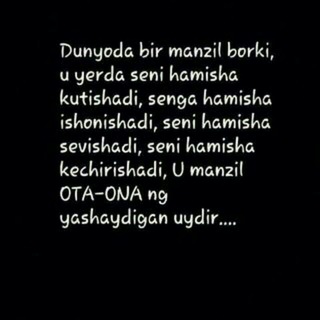 Dunyoda bir manzil borki,
u yerda seni hamisha
kutishadi, senga hamisha
ishonishadi, seni hamisha
sevishadi, seni hamisha
kechirishadi, U manzil
OTA-ONA ng
yashaydigan uydir....